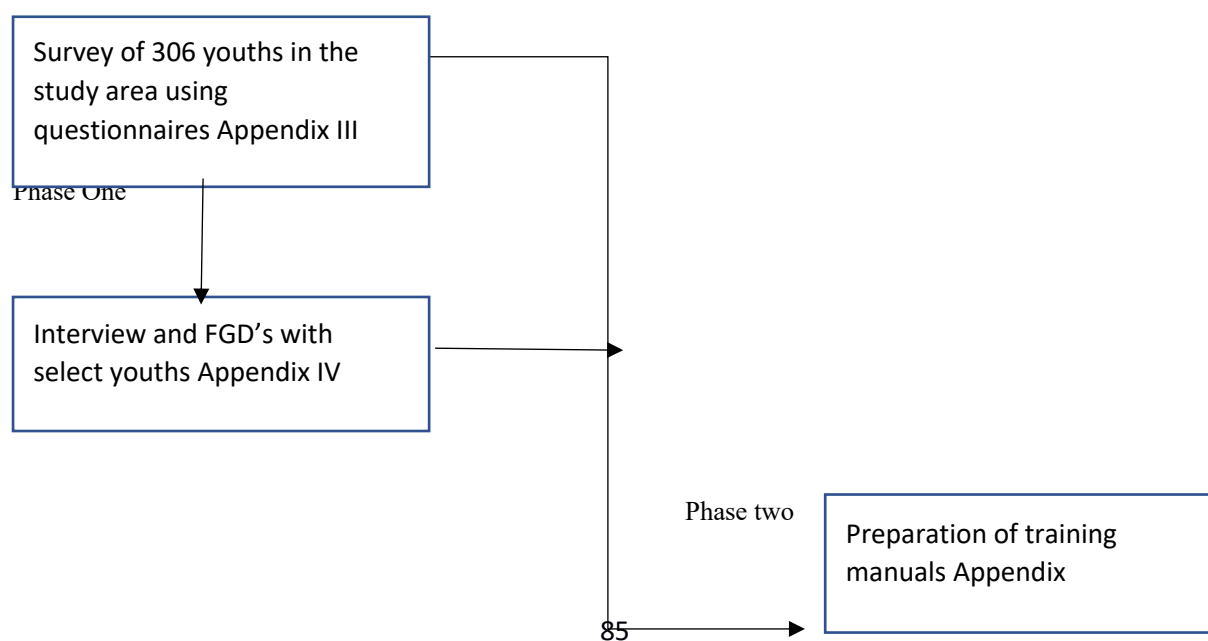 Survey of 306 youths in the
study area using
questionnaires Appendix III
Phase One
Interview and FGD's with
select youths Appendix IV
Phase two
Preparation of training
manuals Appendix
85